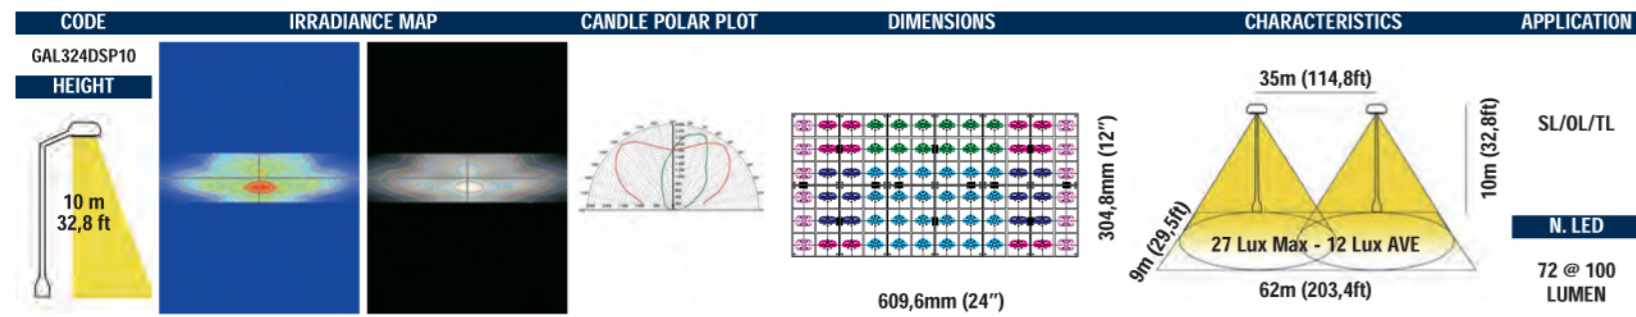 CODE
IRRADIANCE MAP
CANDLE POLAR PLOT
DIMENSIONS
CHARACTERISTICS
APPLICATION
GAL324DSP10
HEIGHT
10 m
32,8 ft
304,8mm (12")
609,6mm (24")
35m (114,8ft)
10m (32,8ft)
9m (29,5ft)
27 Lux Max - 12 Lux AVE
62m (203,4ft)
SL/OL/TL
N. LED
72 @ 100
LUMEN